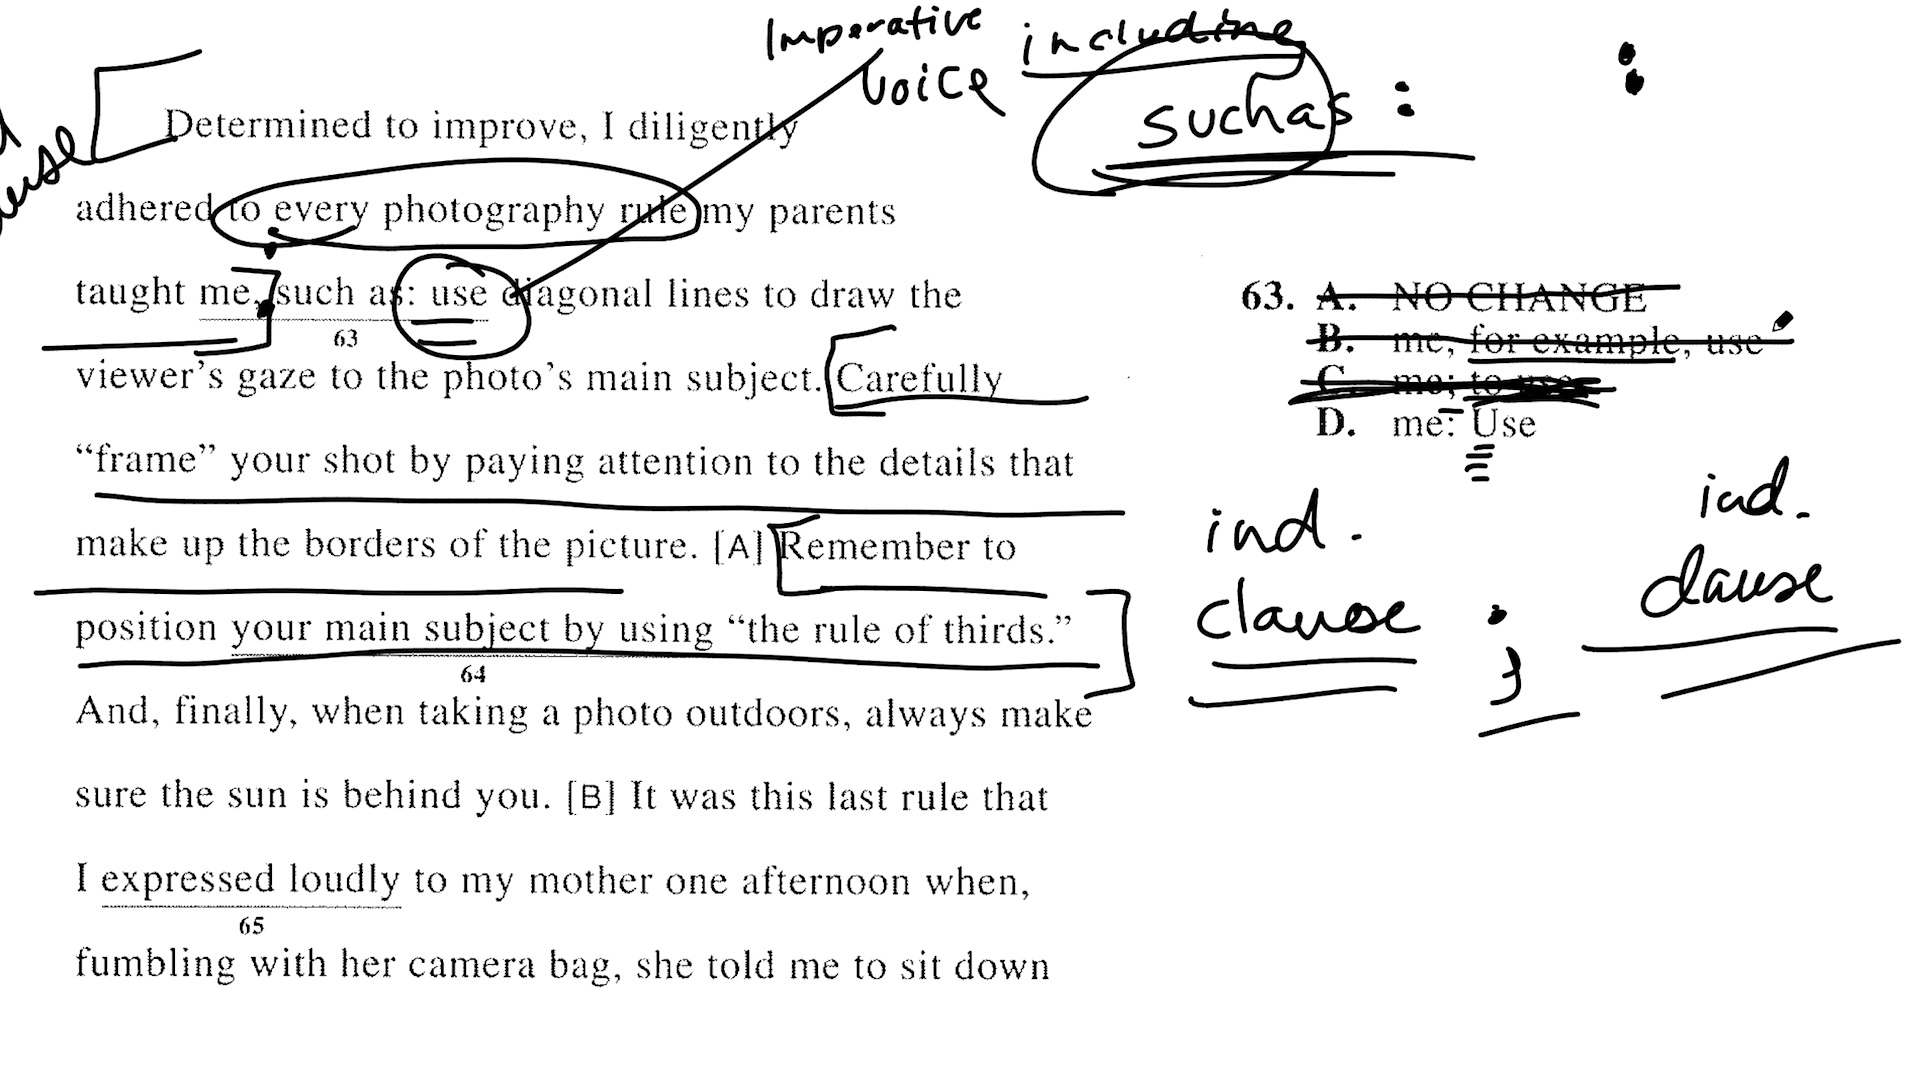 Imperative
voice
including
such as :
:
Determined to improve, I diligently
adhered to every photography rule my parents
taught me, such as: use diagonal lines to draw the
63
viewer’s gaze to the photo’s main subject. Carefully
“frame” your shot by paying attention to the details that
make up the borders of the picture. [A] Remember to
position your main subject by using “the rule of thirds.”
64
And, finally, when taking a photo outdoors, always make
sure the sun is behind you. [B] It was this last rule that
I expressed loudly to my mother one afternoon when,
65
fumbling with her camera bag, she told me to sit down
63. A. NO CHANGE
B. me, for example, use
C. me; to use
D. me: Use
ind.
clause
;
ind.
clause